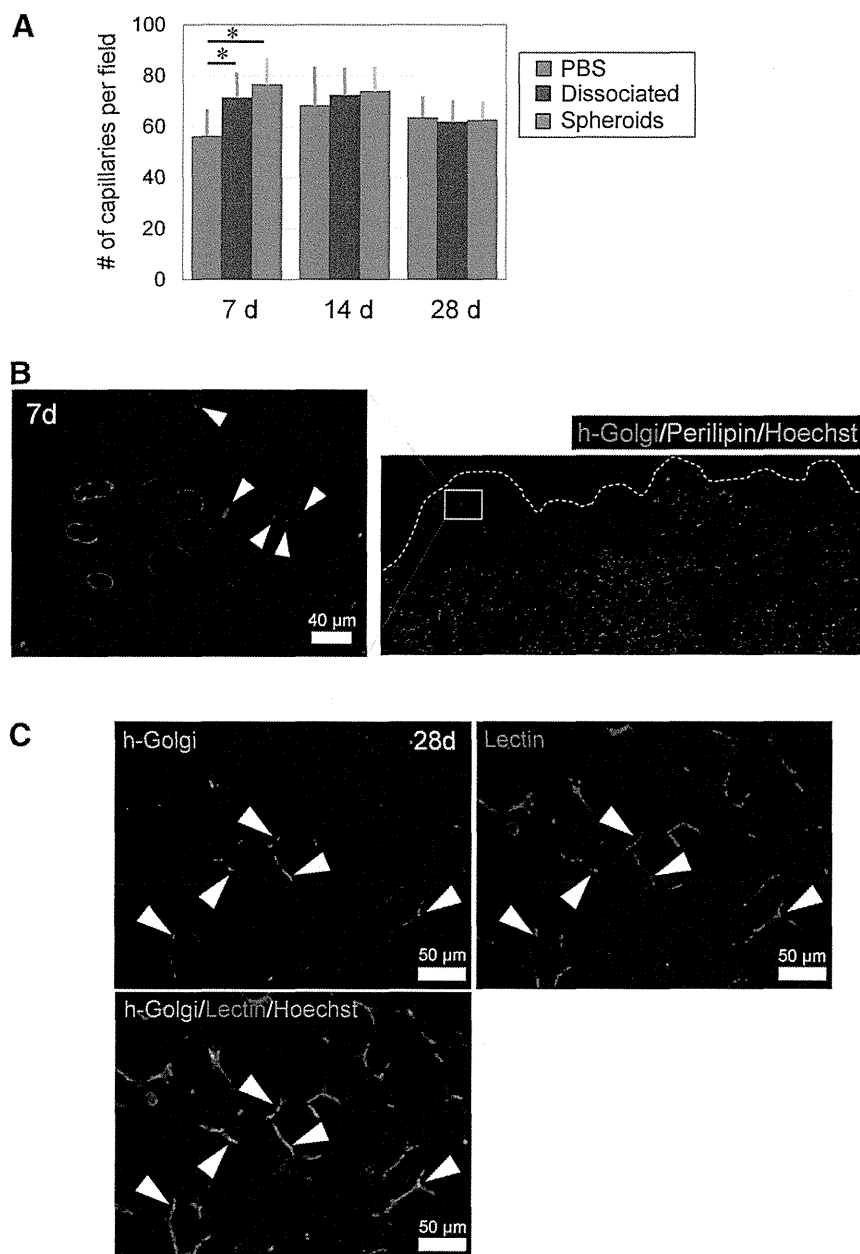 A
100
80
60
40
20
0
# of capillaries per field
*
*
7 d
14 d
28 d
PBS
Dissociated
Spheroids
B
7d
40 µm
h-Golgi/Perilipin/Hoechst
C
h-Golgi
28d
50 µm
Lectin
50 µm
h-Golgi/Lectin/Hoechst
50 µm